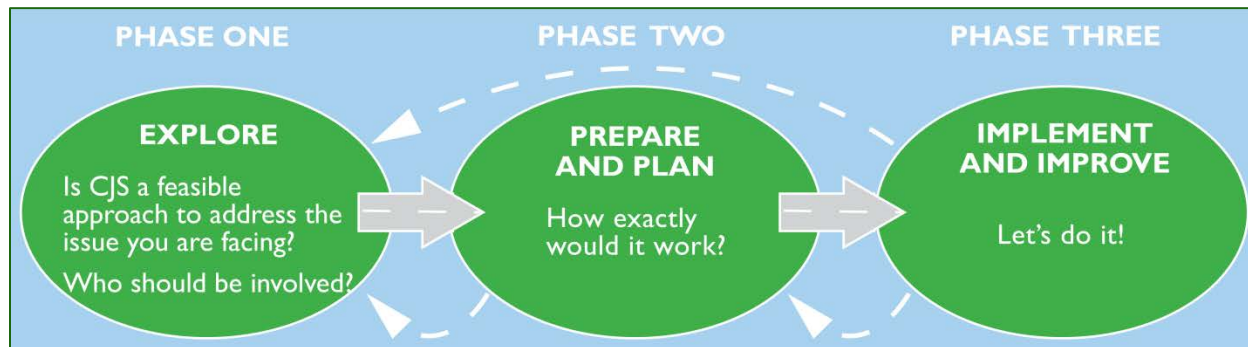 PHASE ONE
EXPLORE
Is CJS a feasible
approach to address the
issue you are facing?
Who should be involved?
PHASE TWO
PREPARE
AND PLAN
How exactly
would it work?
PHASE THREE
IMPLEMENT
AND IMPROVE
Let's do it!